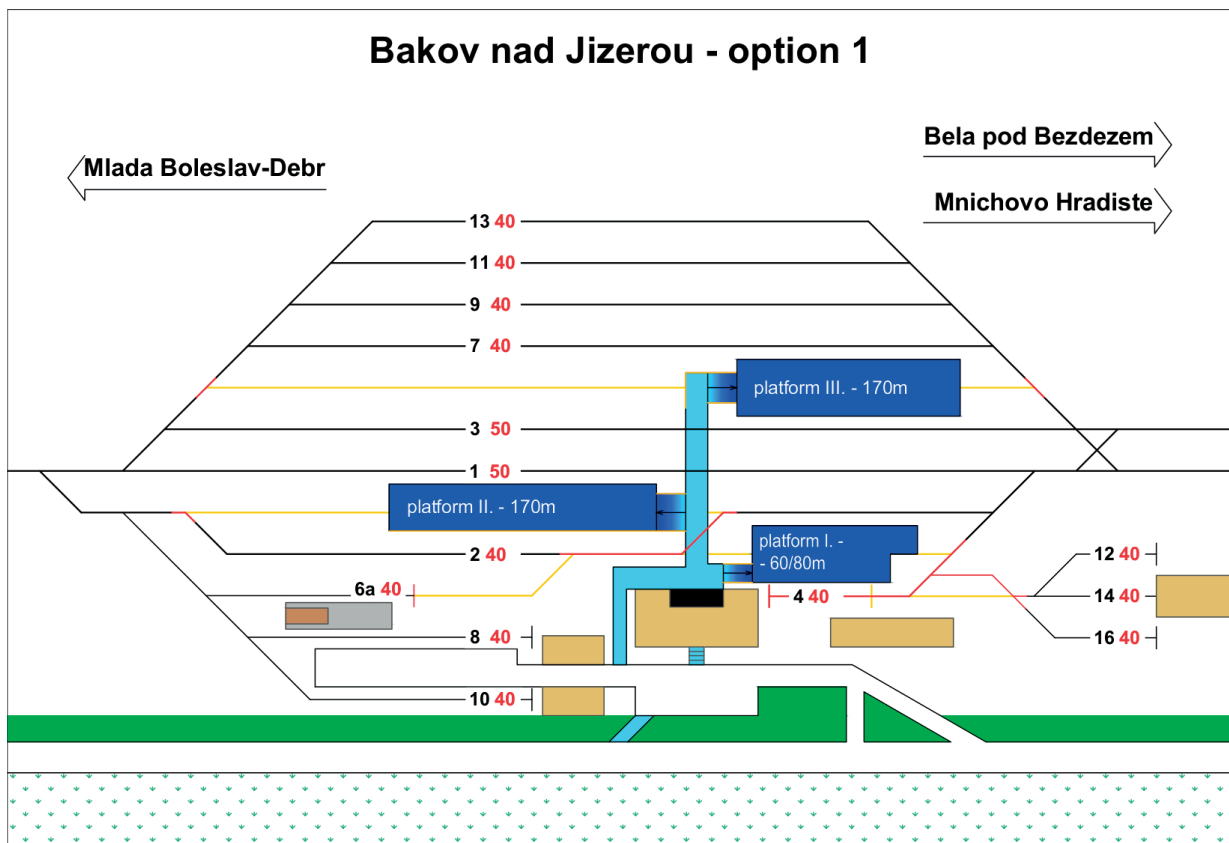 Bakov nad Jizerou - option 1
Bela pod Bezdezem
Mlada Boleslav-Debr
Mnichovo Hradiste
13 40
11 40
9 40
7 40
platform III. - 170m
3 50
1 50
platform II. - 170m
platform I. -
- 60/80m
2 40
12 40
6a 40
4 40
14 40
8 40
16 40
10 40